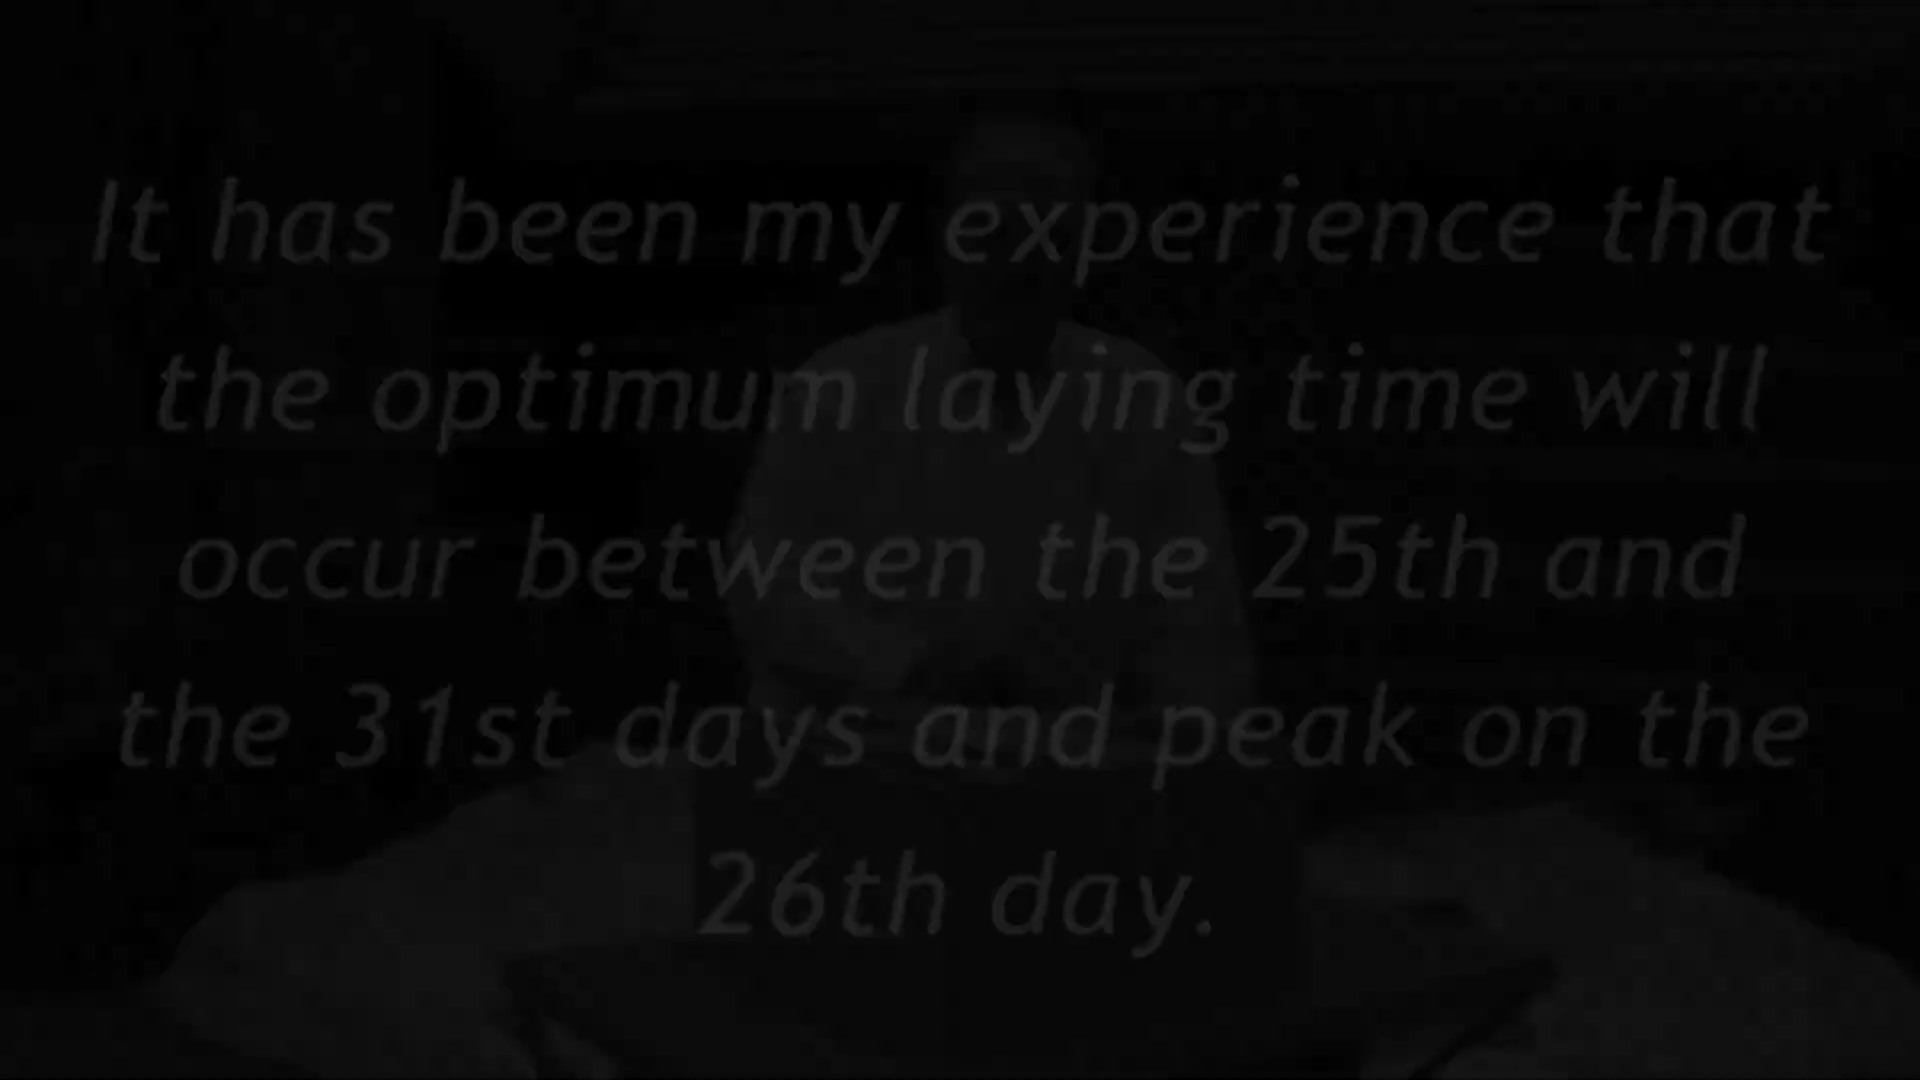 It has been my experience that
the optimum laying time will
occur between the 25th and
the 31st days and peak on the
26th day.